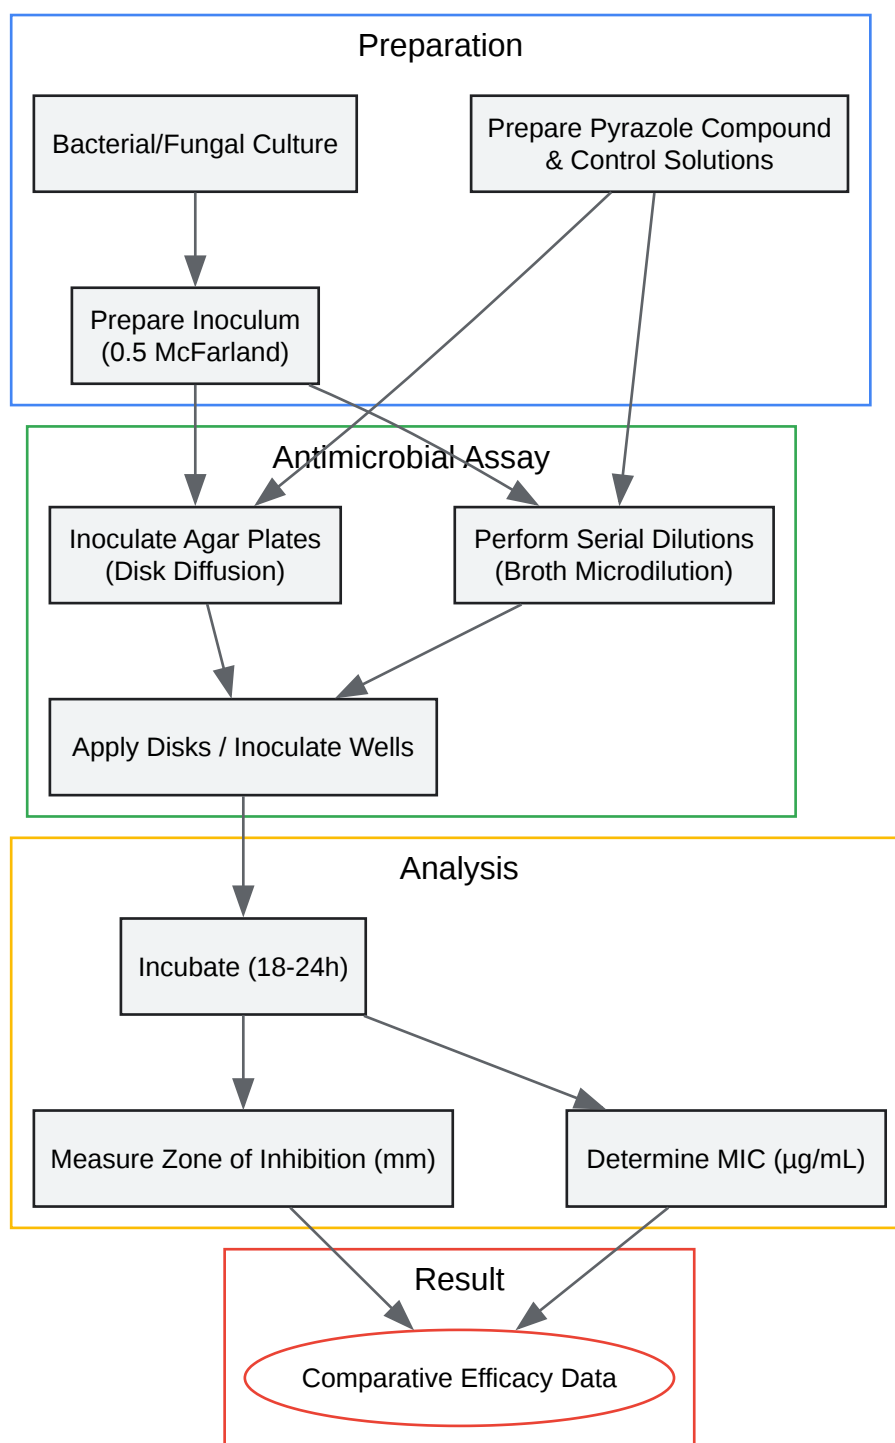 Preparation
Bacterial/Fungal Culture
Prepare Pyrazole Compound
& Control Solutions
Prepare Inoculum
(0.5 McFarland)
Antimicrobial Assay
Inoculate Agar Plates
(Disk Diffusion)
Perform Serial Dilutions
(Broth Microdilution)
Apply Disks / Inoculate Wells
Analysis
Incubate (18-24h)
Measure Zone of Inhibition (mm)
Determine MIC (µg/mL)
Result
Comparative Efficacy Data